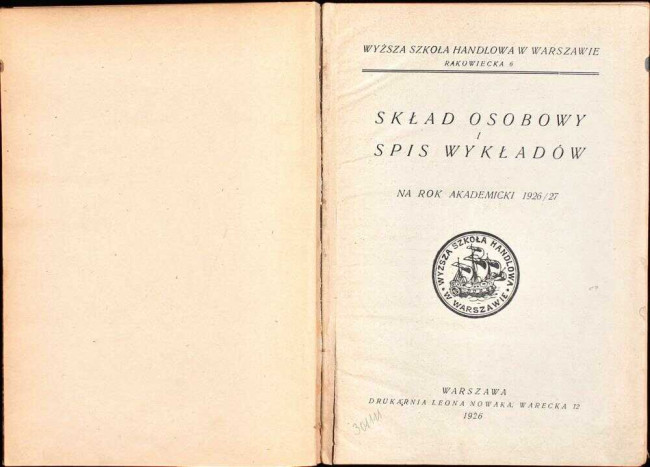 WYŻSZA SZKOŁA HANDLOWA W WARSZAWIE
RAKOWIECKA 6
SKŁAD OSOBOWY
I
SPIS WYKŁADÓW
NA ROK AKADEMICKI 1926/27
WYŻSZA SZKOŁA HANDLOWA
W WARSZAWIE
WARSZAWA
DRUKARNIA LEONA NOWAKA, WARECKA 12
1926